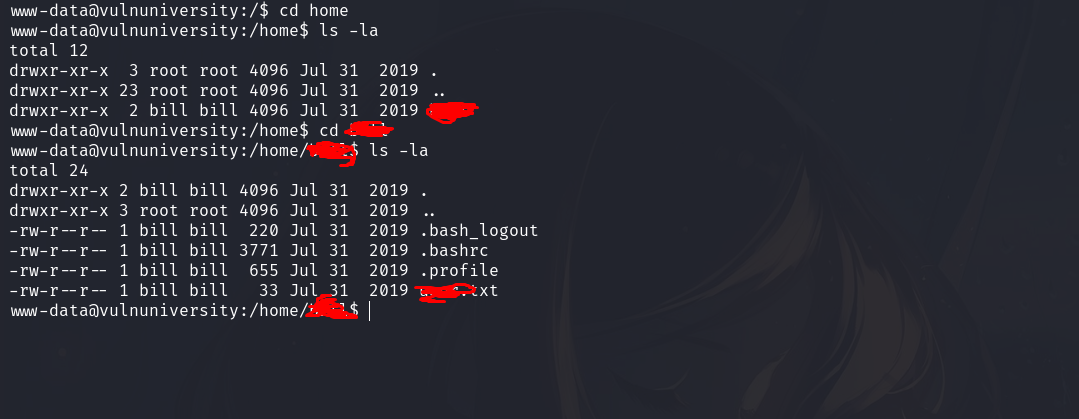 www-data@vulnuniversity:/$ cd home
www-data@vulnuniversity:/home$ ls -la
total 12
drwxr-xr-x  3 root root 4096 Jul 31  2019 .
drwxr-xr-x 23 root root 4096 Jul 31  2019 ..
drwxr-xr-x  2 bill bill 4096 Jul 31  2019
www-data@vulnuniversity:/home$ cd
www-data@vulnuniversity:/home/$ ls -la
total 24
drwxr-xr-x 2 bill bill 4096 Jul 31  2019 .
drwxr-xr-x 3 root root 4096 Jul 31  2019 ..
-rw-r--r-- 1 bill bill  220 Jul 31  2019 .bash_logout
-rw-r--r-- 1 bill bill 3771 Jul 31  2019 .bashrc
-rw-r--r-- 1 bill bill  655 Jul 31  2019 .profile
-rw-r--r-- 1 bill bill   33 Jul 31  2019 .txt
www-data@vulnuniversity:/home/$